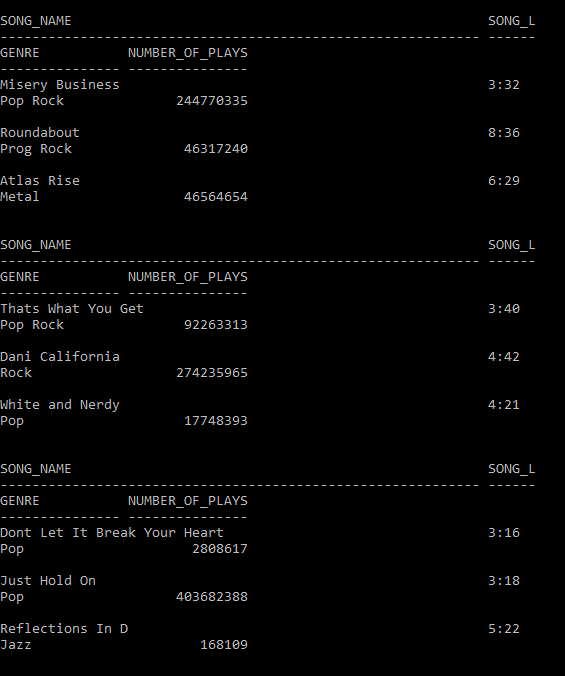 SONG_NAME                                                    SONG_L
------------------------------------------------------------ ------
GENRE           NUMBER_OF_PLAYS
--------------- ---------------
Misery Business                                              3:32
Pop Rock              244770335

Roundabout                                                   8:36
Prog Rock              46317240

Atlas Rise                                                   6:29
Metal                  46564654


SONG_NAME                                                    SONG_L
------------------------------------------------------------ ------
GENRE           NUMBER_OF_PLAYS
--------------- ---------------
Thats What You Get                                           3:40
Pop Rock               92263313

Dani California                                              4:42
Rock                  274235965

White and Nerdy                                              4:21
Pop                    17748393


SONG_NAME                                                    SONG_L
------------------------------------------------------------ ------
GENRE           NUMBER_OF_PLAYS
--------------- ---------------
Dont Let It Break Your Heart                                 3:16
Pop                     2808617

Just Hold On                                                 3:18
Pop                   403682388

Reflections In D                                             5:22
Jazz                     168109